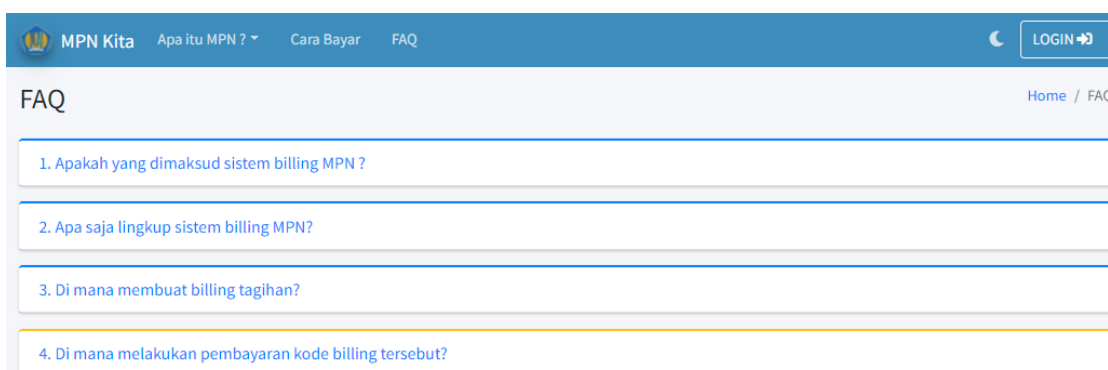 MPN Kita Apa itu MPN ? Cara Bayar FAQ LOGIN
FAQ Home / FAQ
1. Apakah yang dimaksud sistem billing MPN ?
2. Apa saja lingkup sistem billing MPN?
3. Di mana membuat billing tagihan?
4. Di mana melakukan pembayaran kode billing tersebut?